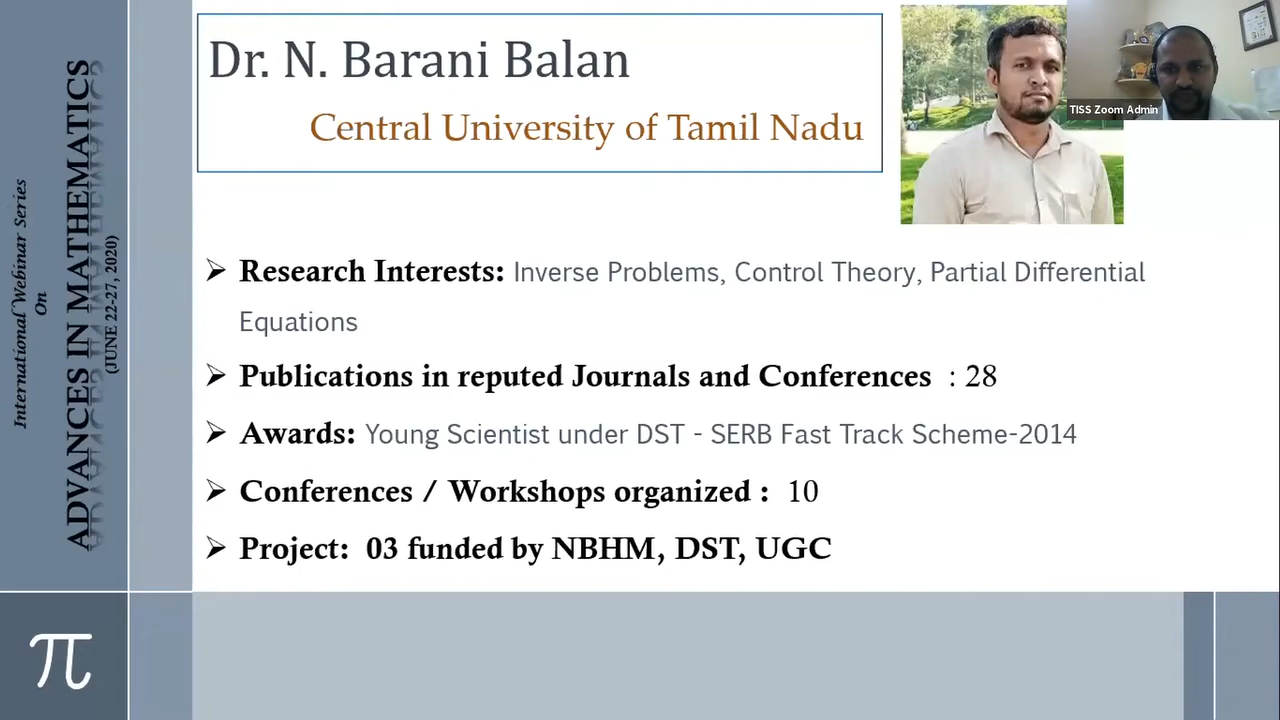 International Webinar Series
On
ADVANCES IN MATHEMATICS
(JUNE 22-27, 2020)
Dr. N. Barani Balan
Central University of Tamil Nadu
TISS Zoom Admin
➢ Research Interests: Inverse Problems, Control Theory, Partial Differential
Equations
➢ Publications in reputed Journals and Conferences : 28
➢ Awards: Young Scientist under DST - SERB Fast Track Scheme-2014
➢ Conferences / Workshops organized : 10
➢ Project: 03 funded by NBHM, DST, UGC
π